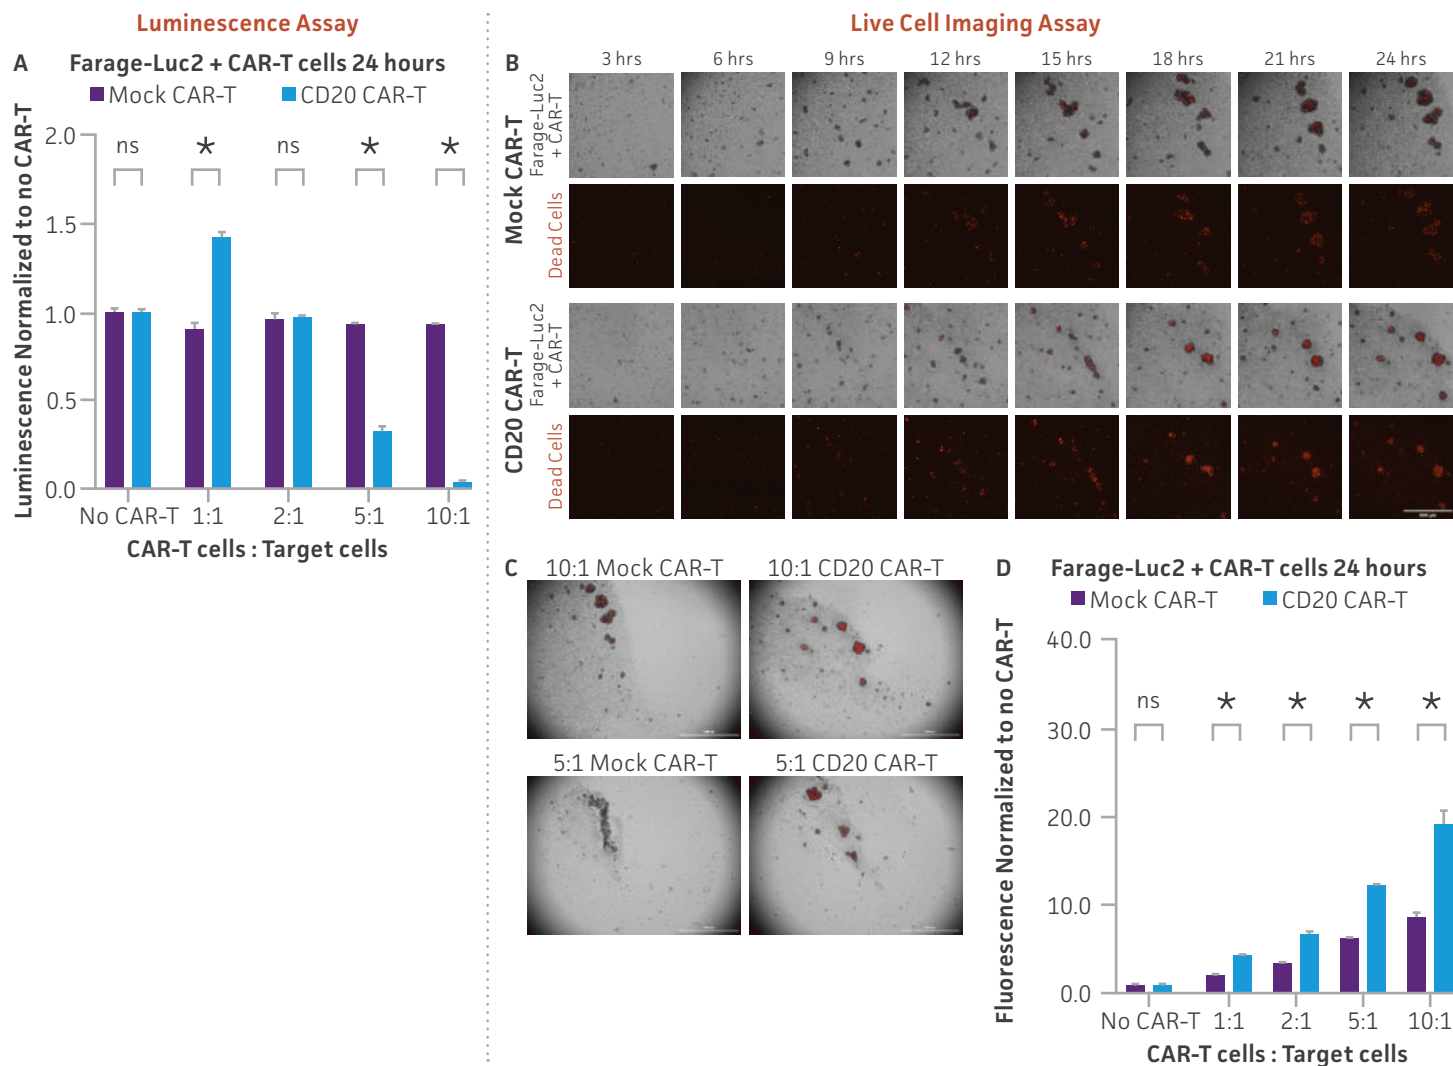 Luminescence Assay
A
Farage-Luc2 + CAR-T cells 24 hours
Mock CAR-T
CD20 CAR-T
Luminescence Normalized to no CAR-T
2.0
1.5
1.0
0.5
0.0
ns
*
ns
*
*
No CAR-T
1:1
2:1
5:1
10:1
CAR-T cells : Target cells
Live Cell Imaging Assay
B
3 hrs
6 hrs
9 hrs
12 hrs
15 hrs
18 hrs
21 hrs
24 hrs
Mock CAR-T
Farage-Luc2
+ CAR-T
Dead Cells
CD20 CAR-T
Farage-Luc2
+ CAR-T
Dead Cells
C
10:1 Mock CAR-T
10:1 CD20 CAR-T
5:1 Mock CAR-T
5:1 CD20 CAR-T
D
Farage-Luc2 + CAR-T cells 24 hours
Mock CAR-T
CD20 CAR-T
Fluorescence Normalized to no CAR-T
40.0
30.0
20.0
10.0
0.0
ns
*
*
*
*
No CAR-T
1:1
2:1
5:1
10:1
CAR-T cells : Target cells